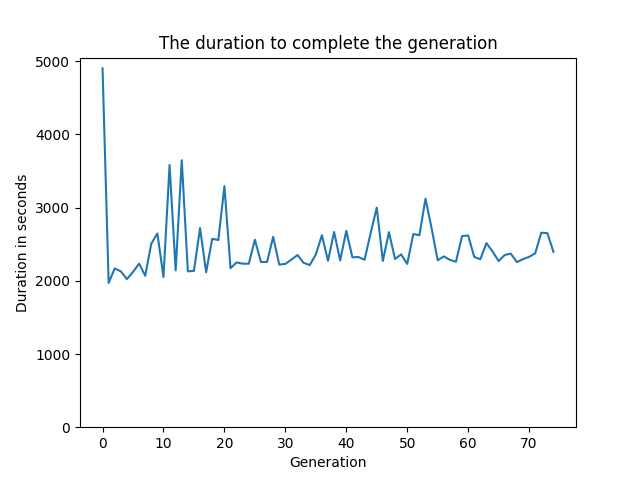 The duration to complete the generation
5000
4000
3000
2000
1000
0
Duration in seconds
0 10 20 30 40 50 60 70
Generation